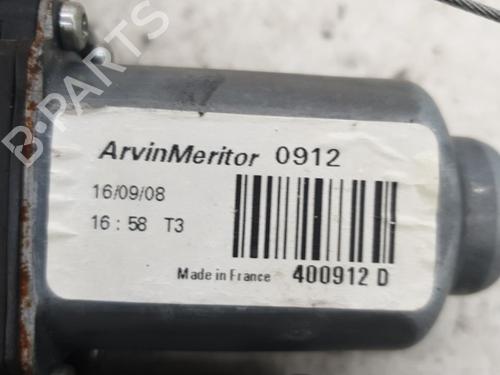 B-PARTS
ArvinMeritor 0912
16/09/08
16 : 58 T3
Made in France 400912 D